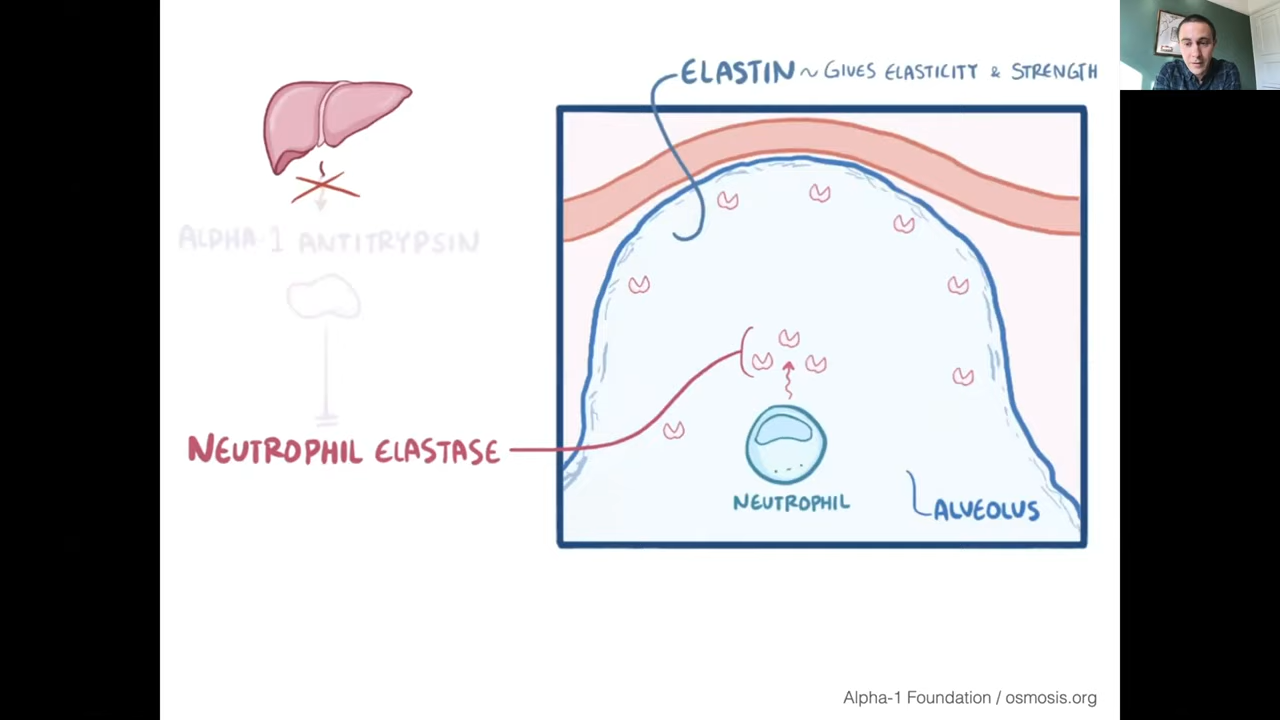 ELASTIN ~ GIVES ELASTICITY & STRENGTH
ALPHA-1 ANTITRYPSIN
NEUTROPHIL ELASTASE
NEUTROPHIL
ALVEOLUS
Alpha-1 Foundation / osmosis.org